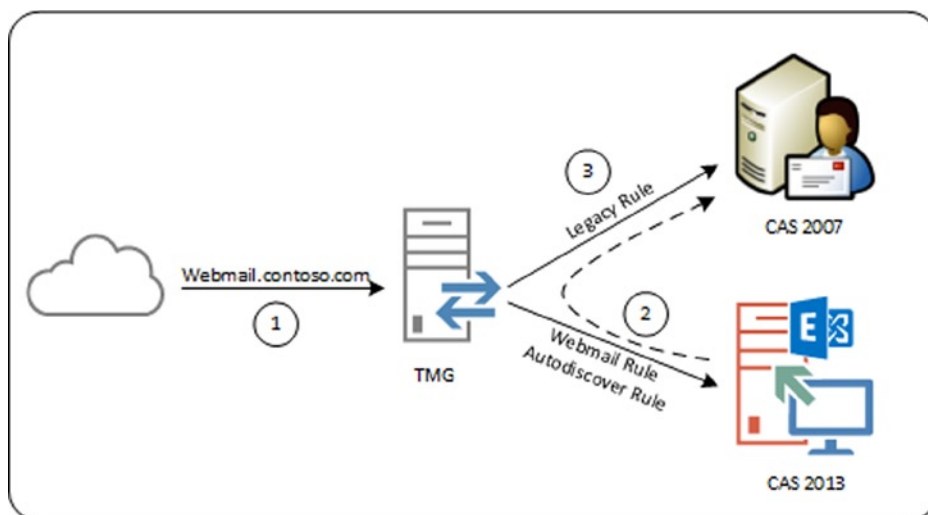 3
Legacy Rule
CAS 2007
Webmail.contoso.com
1
TMG
2
Webmail Rule
Autodiscover Rule
E
CAS 2013